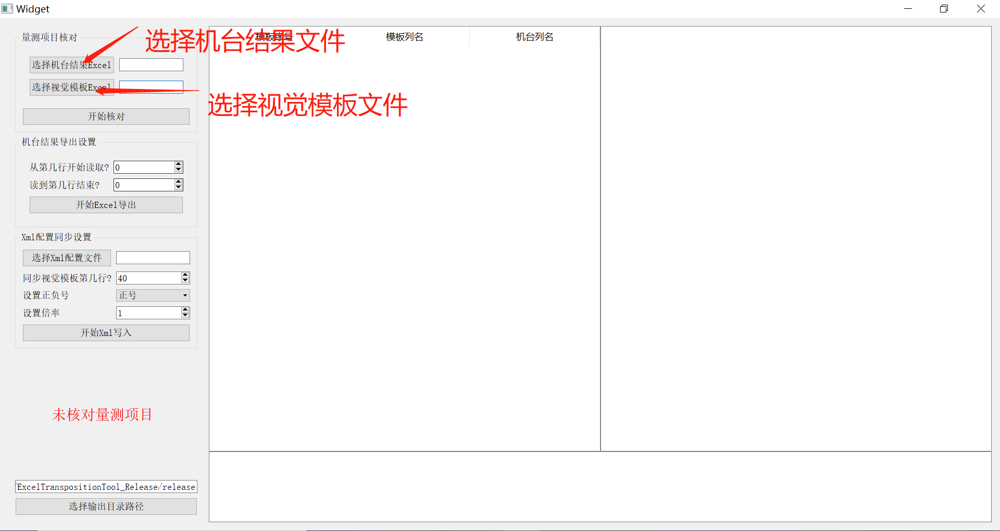 Widget
量测项目核对
选择机台结果文件
选择机台结果Excel
选择视觉模板Excel
选择视觉模板文件
开始核对
机台结果导出设置
从第几行开始读取? 0
读到第几行结束? 0
开始Excel导出
Xml配置同步设置
选择Xml配置文件
同步视觉模板第几行? 40
设置正负号 正号
设置倍率 1
开始Xml写入
未核对量测项目
/ExcelTranspositionTool_Release/release
选择输出目录路径
模板序号 模板列名 机台列名